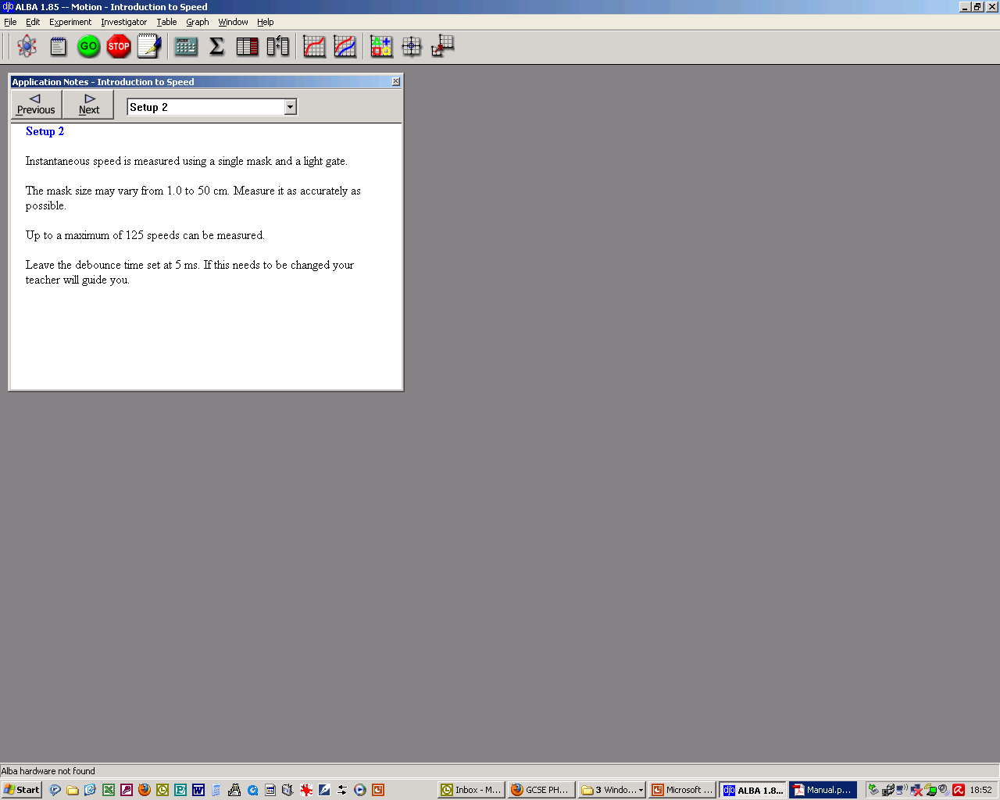 ALBA 1.85 -- Motion - Introduction to Speed
File Edit Experiment Investigator Table Graph Window Help
GO STOP
Application Notes - Introduction to Speed
Previous Next Setup 2
Setup 2
Instantaneous speed is measured using a single mask and a light gate.
The mask size may vary from 1.0 to 50 cm. Measure it as accurately as
possible.
Up to a maximum of 125 speeds can be measured.
Leave the debounce time set at 5 ms. If this needs to be changed your
teacher will guide you.
Alba hardware not found
Start Inbox - M... GCSE PH... 3 Windo... Microsoft ... ALBA 1.8... Manual.p... 18:52